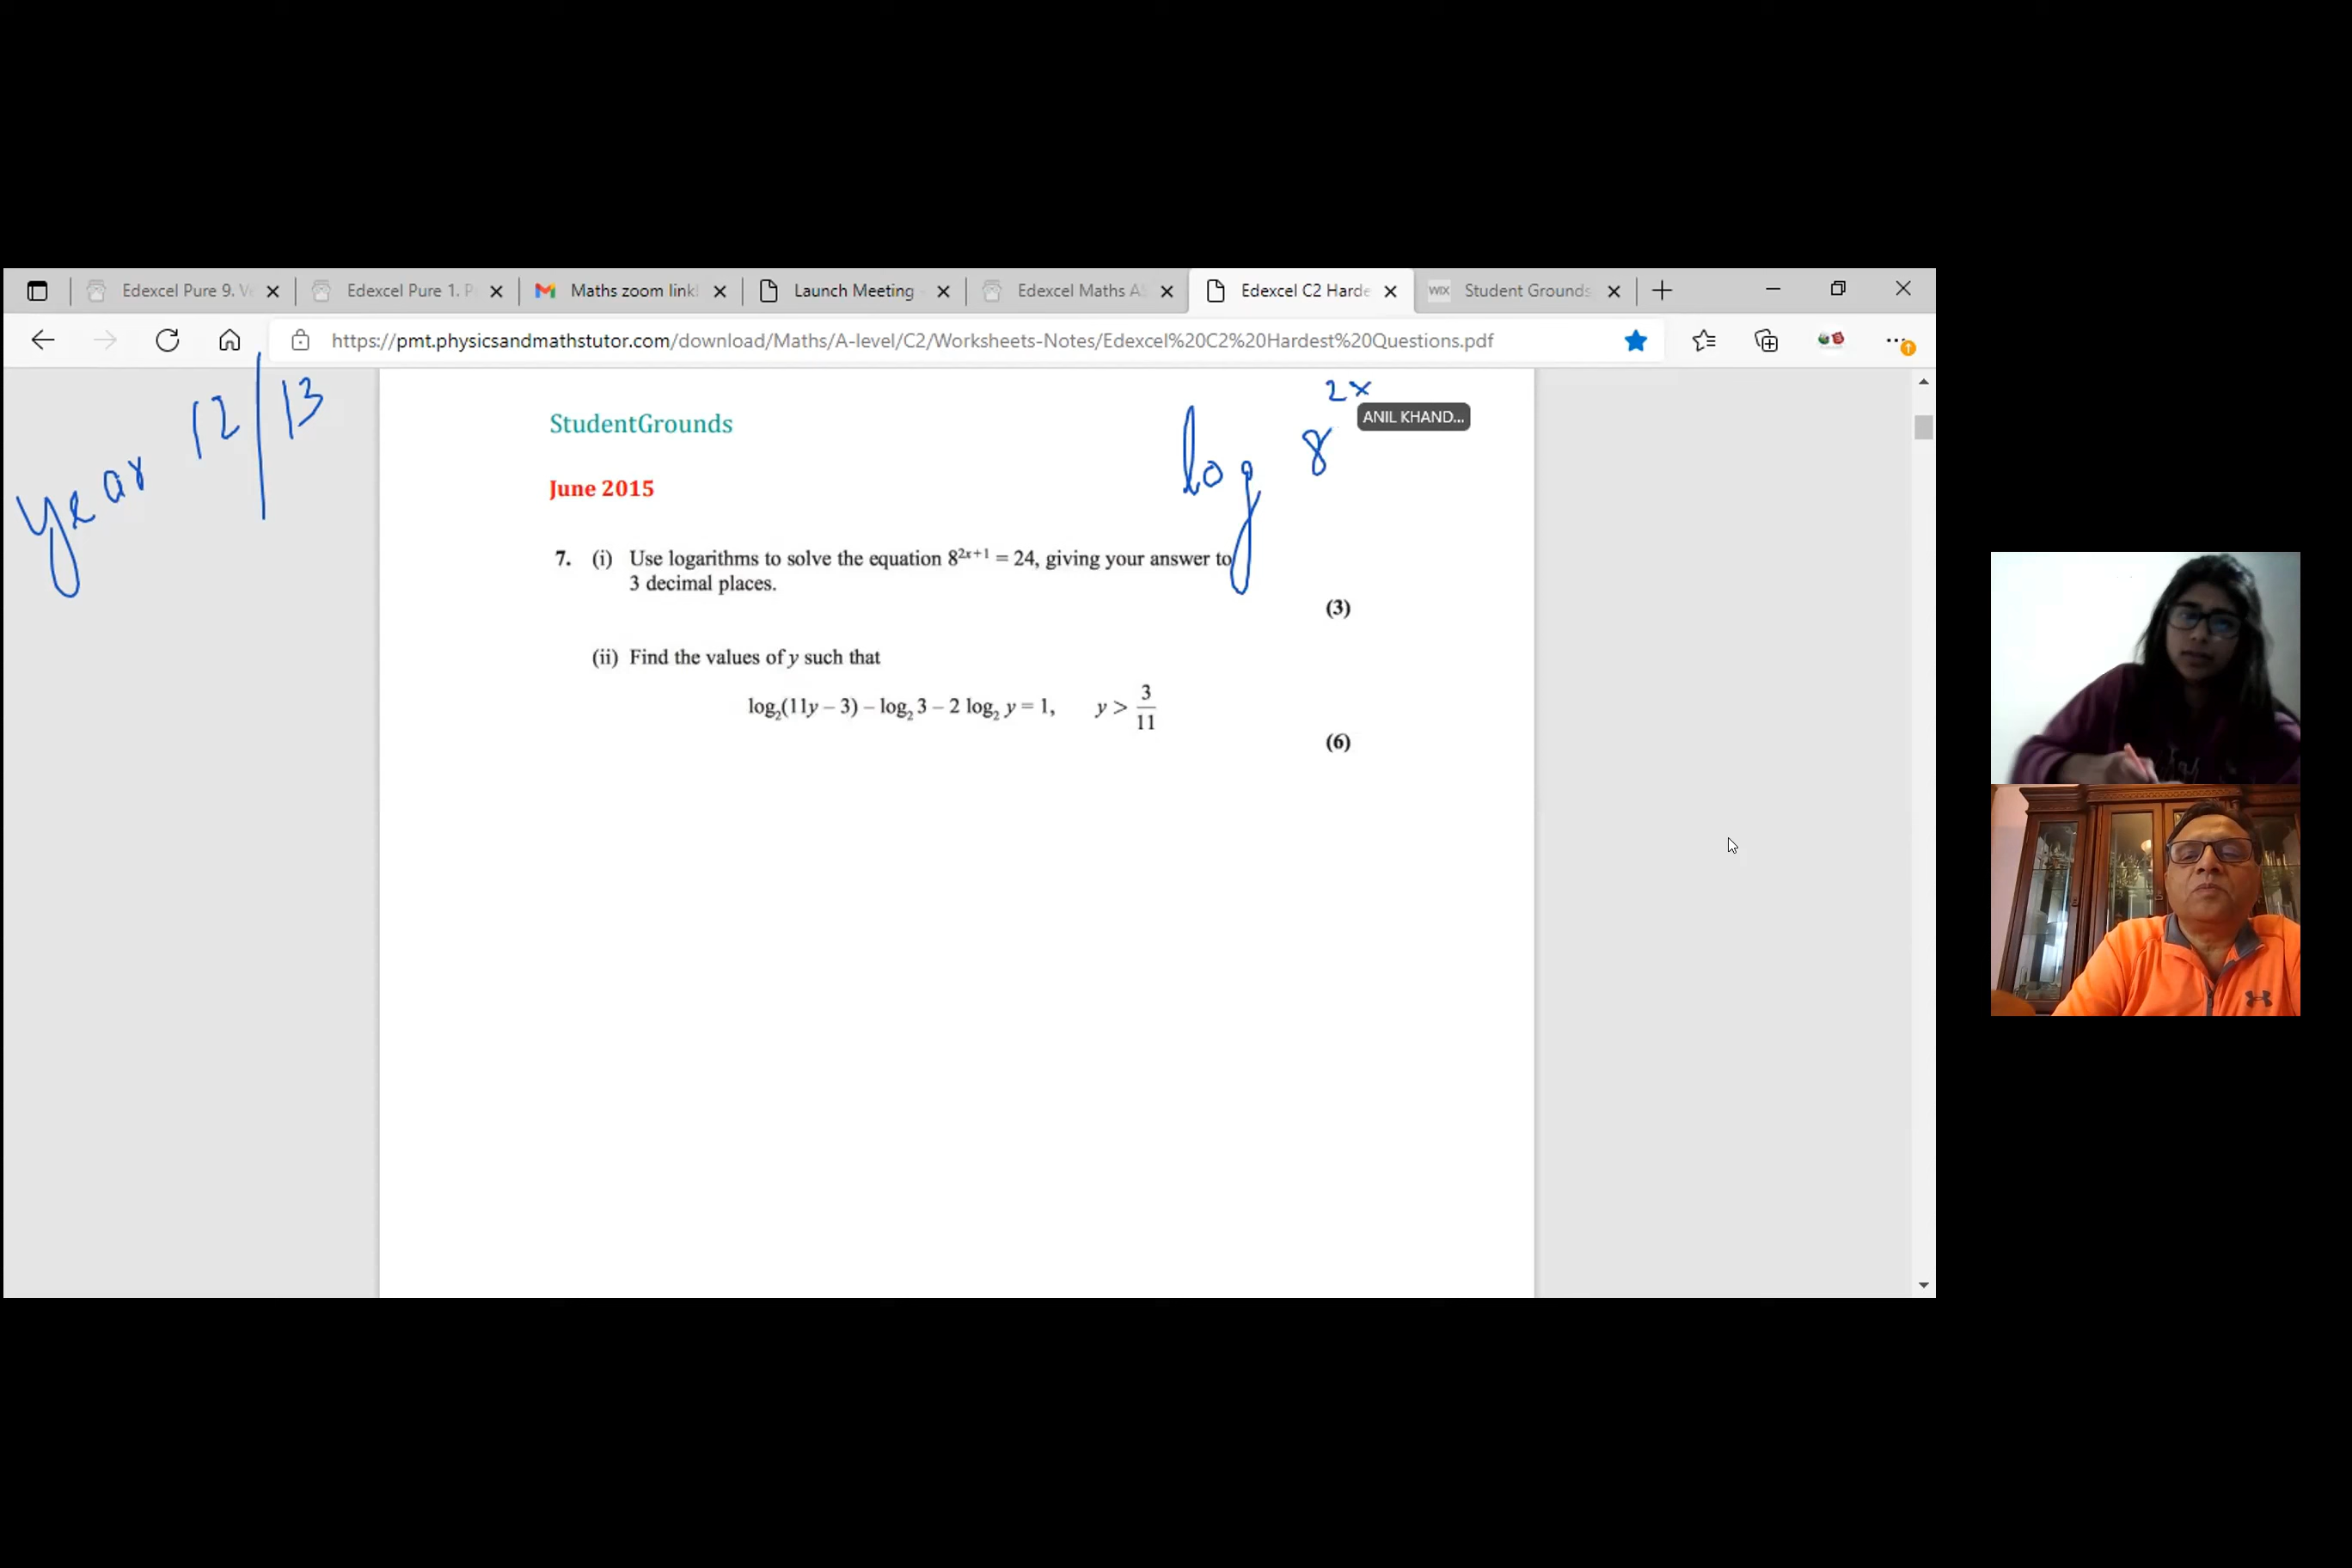 Edexcel Pure 9. V
Edexcel Pure 1. P
Maths zoom link
Launch Meeting
Edexcel Maths A
Edexcel C2 Harde
WIX
Student Grounds
https://pmt.physicsandmathstutor.com/download/Maths/A-level/C2/Worksheets-Notes/Edexcel%20C2%20Hardest%20Questions.pdf
year 12/13
log 8^2x
ANIL KHAND...
StudentGrounds
June 2015
7. (i) Use logarithms to solve the equation 8^(2x+1) = 24, giving your answer to
3 decimal places.
(3)
(ii) Find the values of y such that
log₂(11y – 3) – log₂ 3 – 2 log₂ y = 1, y > 3/11
(6)